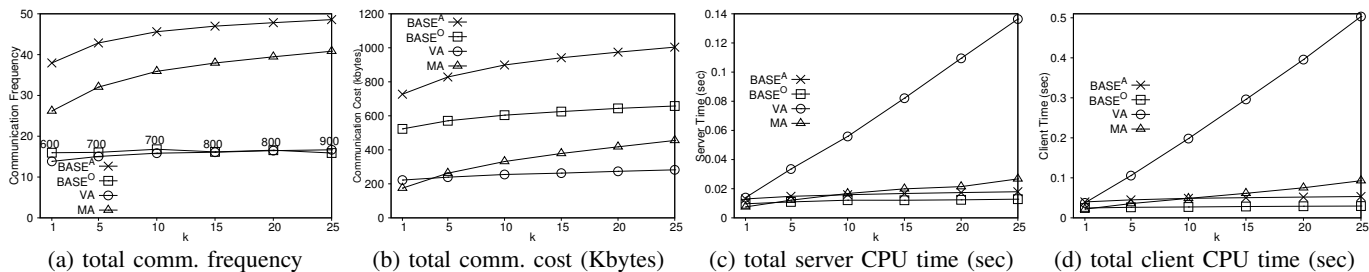 50
40
30
20
10
0
Communication Frequency
600 700 700 800 800 900
BASE^A
BASE^O
VA
MA
1 5 10 15 20 25
k
(a) total comm. frequency
1200
1000
800
600
400
200
0
Communication Cost (kbytes)
BASE^A
BASE^O
VA
MA
1 5 10 15 20 25
k
(b) total comm. cost (Kbytes)
0.14
0.12
0.1
0.08
0.06
0.04
0.02
0
Server Time (sec)
BASE^A
BASE^O
VA
MA
1 5 10 15 20 25
k
(c) total server CPU time (sec)
0.5
0.4
0.3
0.2
0.1
0
Client Time (sec)
BASE^A
BASE^O
VA
MA
1 5 10 15 20 25
k
(d) total client CPU time (sec)